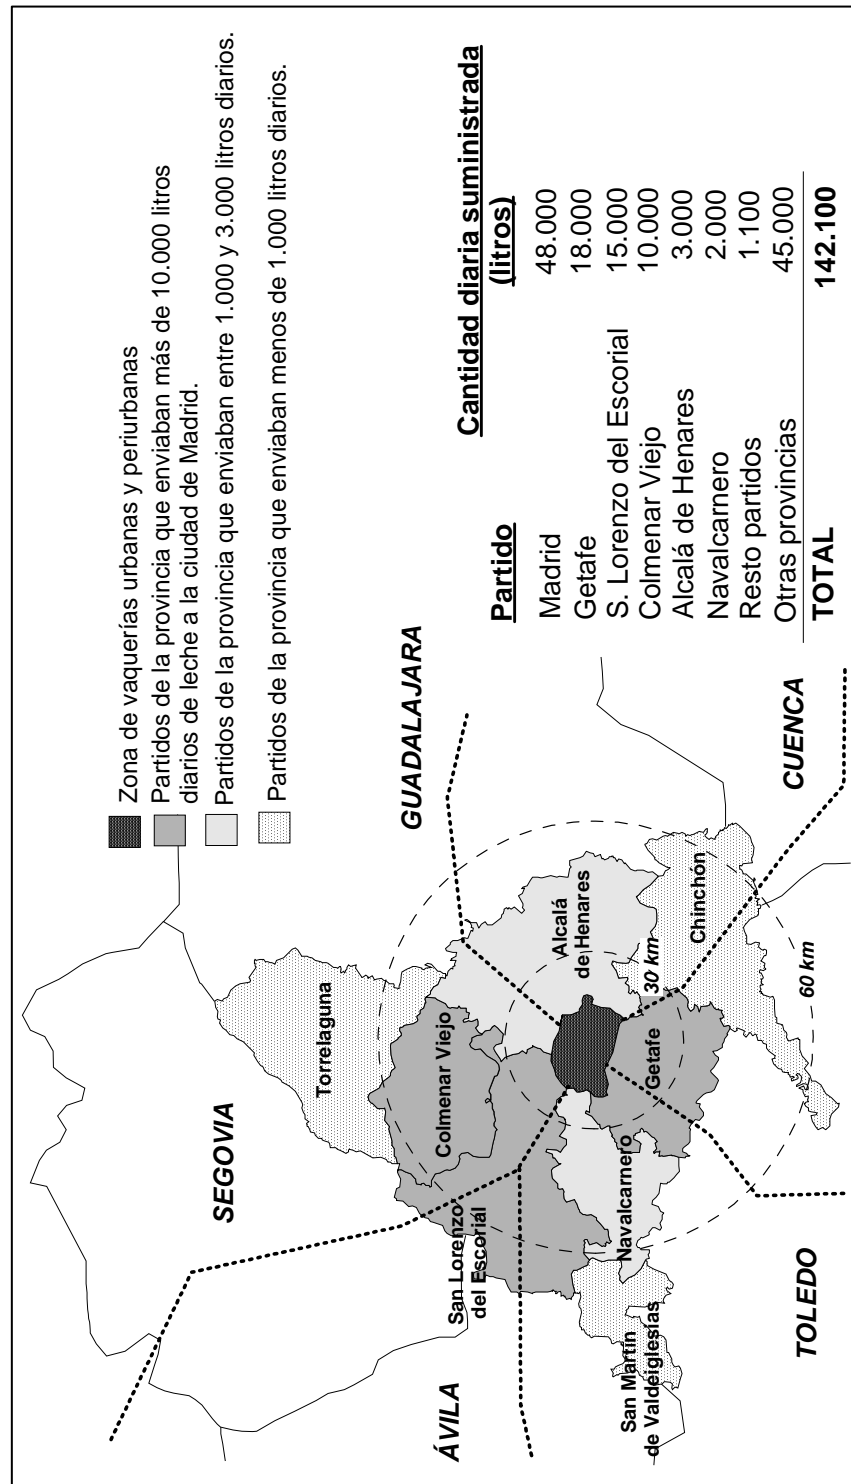 Zona de vaquerías urbanas y periurbanas
Partidos de la provincia que enviaban más de 10.000 litros
diarios de leche a la ciudad de Madrid.
Partidos de la provincia que enviaban entre 1.000 y 3.000 litros diarios.
Partidos de la provincia que enviaban menos de 1.000 litros diarios.
SEGOVIA
GUADALAJARA
Torrelaguna
Colmenar Viejo
San Lorenzo
del Escorial
ÁVILA
Alcalá
de Henares
30 km
Getafe
Navalcarnero
Chinchón
60 km
San Martín
de Valdeiglesías
TOLEDO
CUENCA
Partido Cantidad diaria suministrada
(litros)
Madrid 48.000
Getafe 18.000
S. Lorenzo del Escorial 15.000
Colmenar Viejo 10.000
Alcalá de Henares 3.000
Navalcarnero 2.000
Resto partidos 1.100
Otras provincias 45.000
TOTAL 142.100